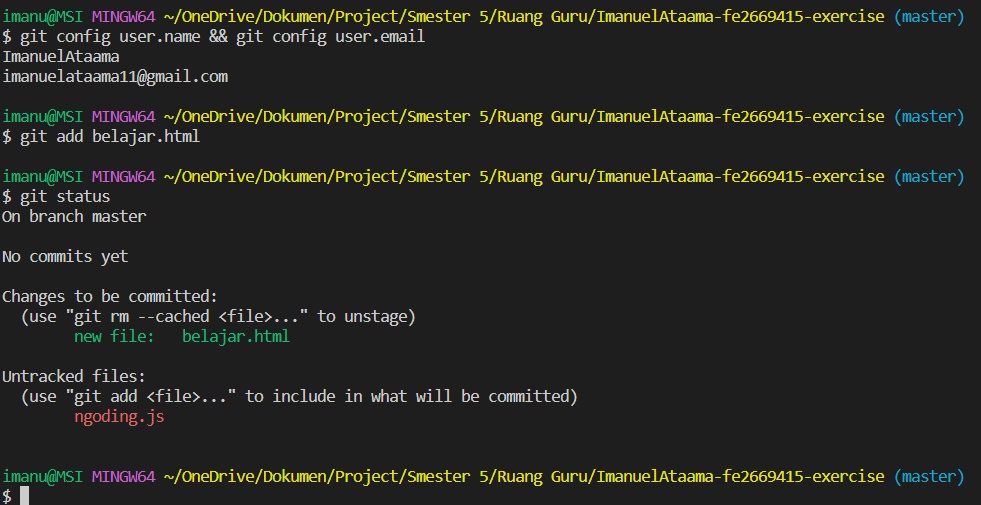 imanu@MSI MINGW64 ~/OneDrive/Dokumen/Project/Smester 5/Ruang Guru/ImanuelAtaama-fe2669415-exercise (master)
$ git config user.name && git config user.email
ImanuelAtaama
imanuelataama11@gmail.com
imanu@MSI MINGW64 ~/OneDrive/Dokumen/Project/Smester 5/Ruang Guru/ImanuelAtaama-fe2669415-exercise (master)
$ git add belajar.html
imanu@MSI MINGW64 ~/OneDrive/Dokumen/Project/Smester 5/Ruang Guru/ImanuelAtaama-fe2669415-exercise (master)
$ git status
On branch master
No commits yet
Changes to be committed:
  (use "git rm --cached <file>..." to unstage)
        new file:   belajar.html
Untracked files:
  (use "git add <file>..." to include in what will be committed)
        ngoding.js
imanu@MSI MINGW64 ~/OneDrive/Dokumen/Project/Smester 5/Ruang Guru/ImanuelAtaama-fe2669415-exercise (master)
$